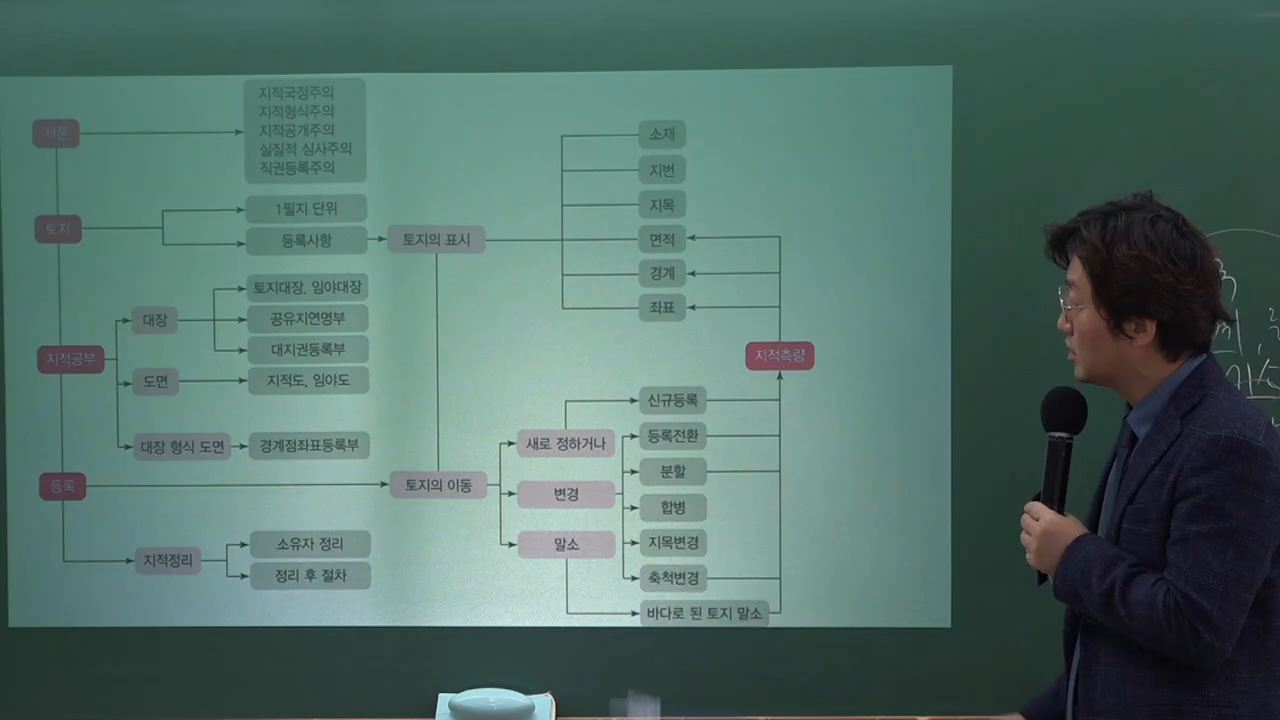 서론
지적국정주의
지적형식주의
지적공개주의
실질적 심사주의
직권등록주의
토지
1필지 단위
등록사항
토지의 표시
소재
지번
지목
면적
경계
좌표
지적공부
대장
토지대장, 임야대장
공유지연명부
대지권등록부
도면
지적도, 임야도
대장 형식 도면
경계점좌표등록부
지적측량
등록
토지의 이동
새로 정하거나
변경
말소
신규등록
등록전환
분할
합병
지목변경
축척변경
바다로 된 토지 말소
지적정리
소유자 정리
정리 후 절차